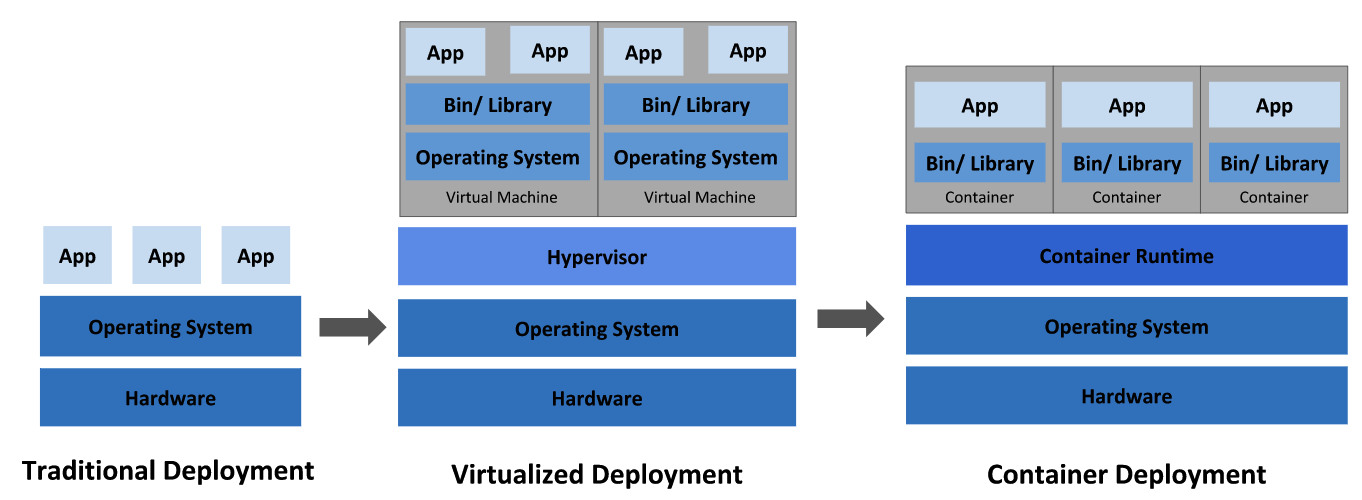 App App App
Operating System
Hardware
Traditional Deployment
App App App App
Bin/ Library Bin/ Library
Operating System Operating System
Virtual Machine Virtual Machine
Hypervisor
Operating System
Hardware
Virtualized Deployment
App App App
Bin/ Library Bin/ Library Bin/ Library
Container Container Container
Container Runtime
Operating System
Hardware
Container Deployment